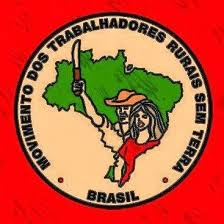 MOVIMENTO DOS TRABALHADORES RURAIS SEM TERRA
BRASIL